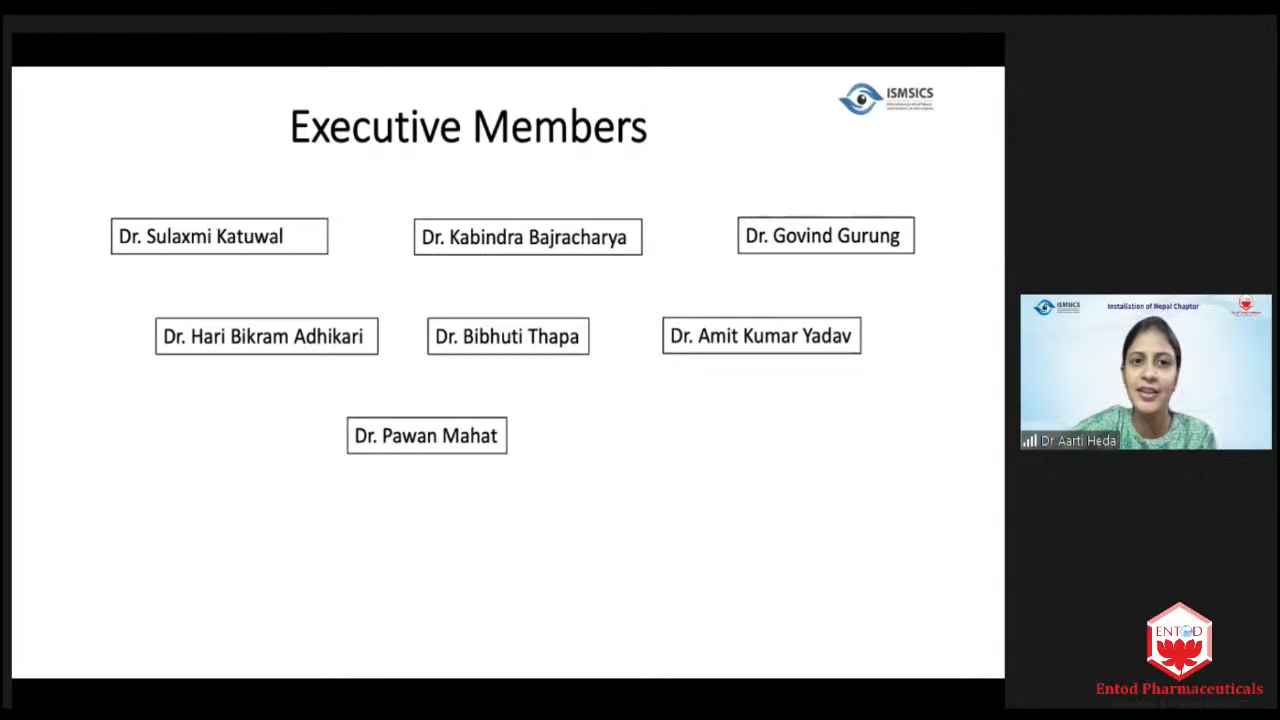 Executive Members
ISMSICS
Dr. Sulaxmi Katuwal
Dr. Kabindra Bajracharya
Dr. Govind Gurung
Dr. Hari Bikram Adhikari
Dr. Bibhuti Thapa
Dr. Amit Kumar Yadav
Dr. Pawan Mahat
ISMSICS
Installation of Nepal Chapter
Dr Aarti Heda
ENTOD
Entod Pharmaceuticals